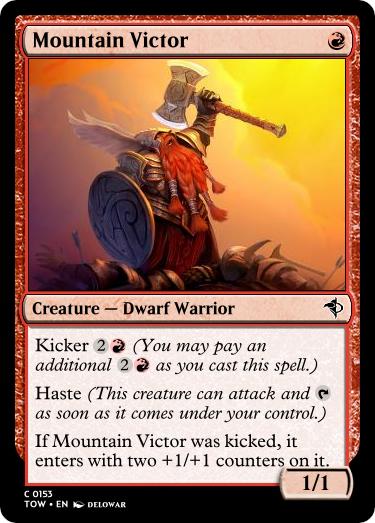 Mountain Victor
Creature — Dwarf Warrior
Kicker 2 (You may pay an
additional 2 as you cast this spell.)
Haste (This creature can attack and
as soon as it comes under your control.)
If Mountain Victor was kicked, it
enters with two +1/+1 counters on it.
1/1
C 0153
TOW • EN DELOWAR